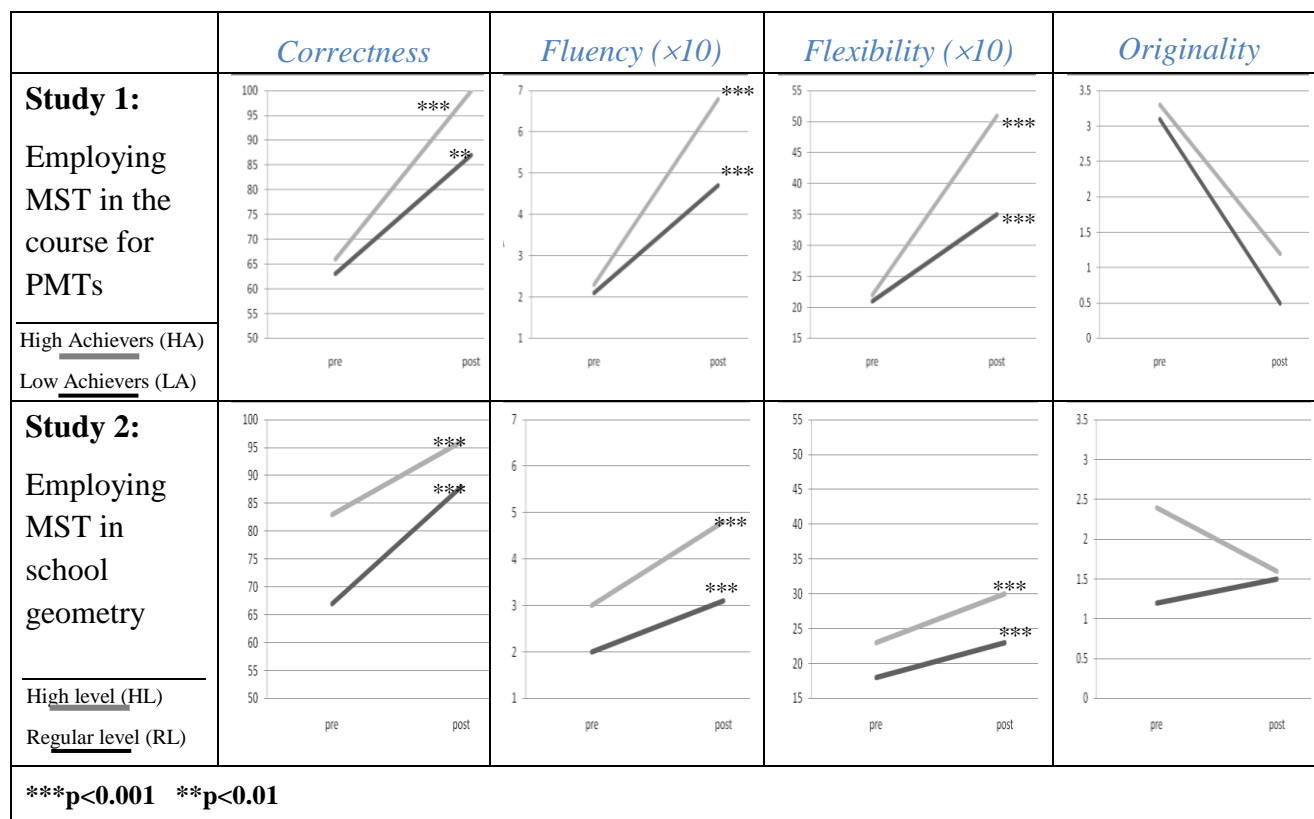 Correctness
Fluency (×10)
Flexibility (×10)
Originality
Study 1:
Employing
MST in the
course for
PMTs
High Achievers (HA)
Low Achievers (LA)
100
95
90
85
80
75
70
65
60
55
50
pre
post
***
**
7
6
5
4
3
2
1
pre
post
***
***
55
50
45
40
35
30
25
20
15
pre
post
***
***
3.5
3
2.5
2
1.5
1
0.5
0
pre
post
Study 2:
Employing
MST in
school
geometry
High level (HL)
Regular level (RL)
100
95
90
85
80
75
70
65
60
55
50
pre
post
***
***
7
6
5
4
3
2
1
pre
post
***
***
55
50
45
40
35
30
25
20
15
pre
post
***
***
3.5
3
2.5
2
1.5
1
0.5
0
pre
post
***p<0.001 **p<0.01